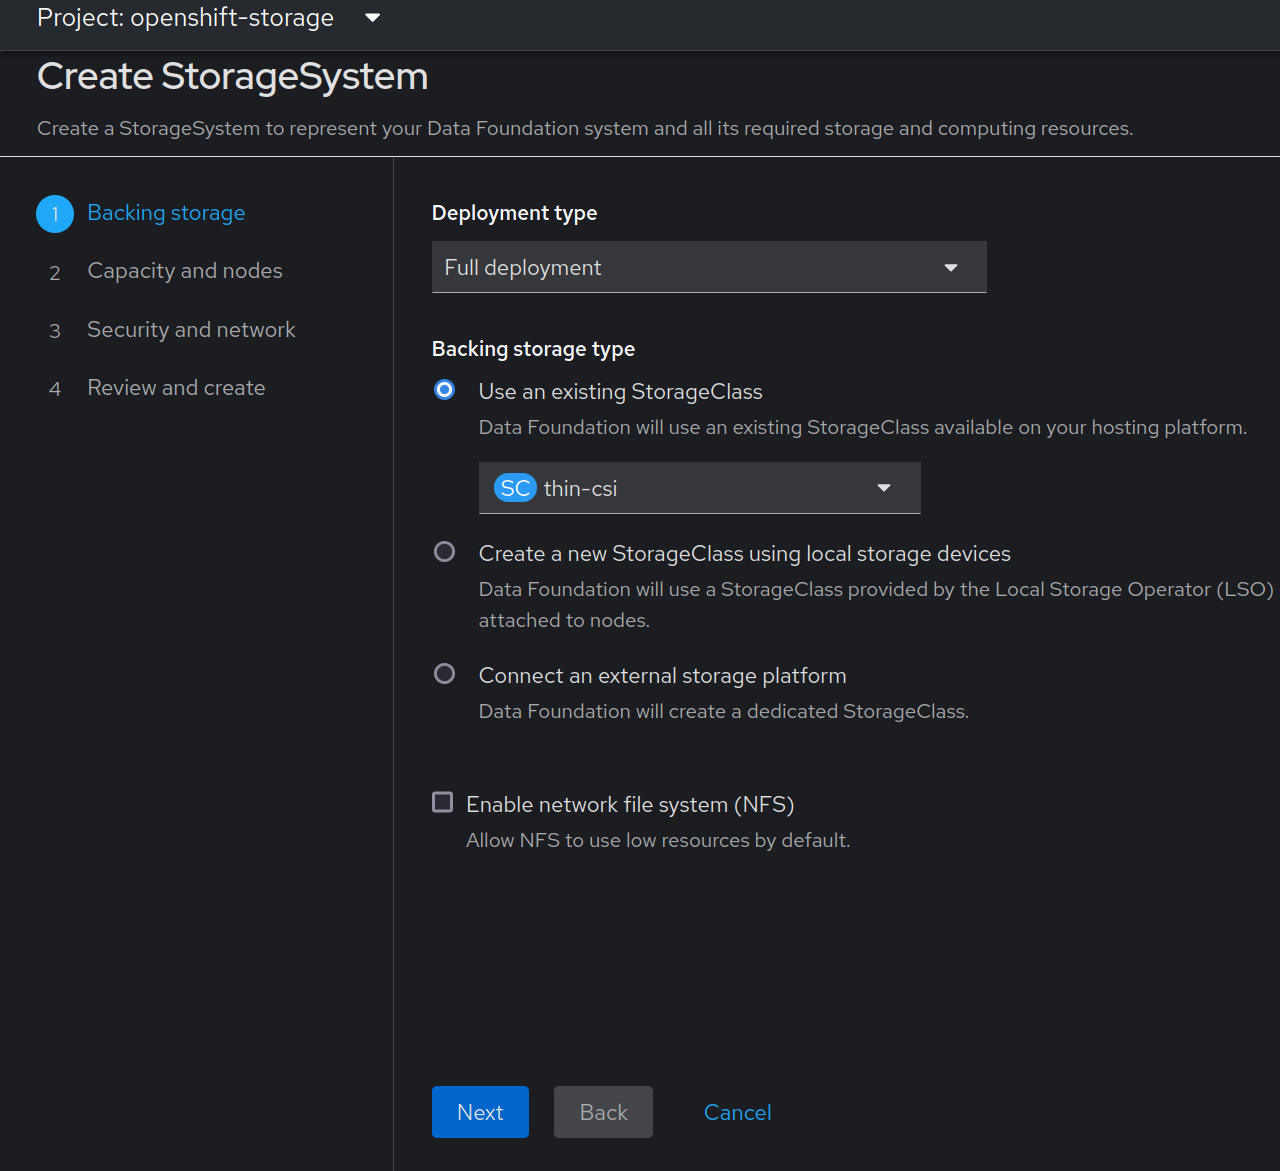 Project: openshift-storage
Create StorageSystem
Create a StorageSystem to represent your Data Foundation system and all its required storage and computing resources.
1 Backing storage
2 Capacity and nodes
3 Security and network
4 Review and create
Deployment type
Full deployment
Backing storage type
Use an existing StorageClass
Data Foundation will use an existing StorageClass available on your hosting platform.
SC thin-csi
Create a new StorageClass using local storage devices
Data Foundation will use a StorageClass provided by the Local Storage Operator (LSO)
attached to nodes.
Connect an external storage platform
Data Foundation will create a dedicated StorageClass.
Enable network file system (NFS)
Allow NFS to use low resources by default.
Next Back Cancel